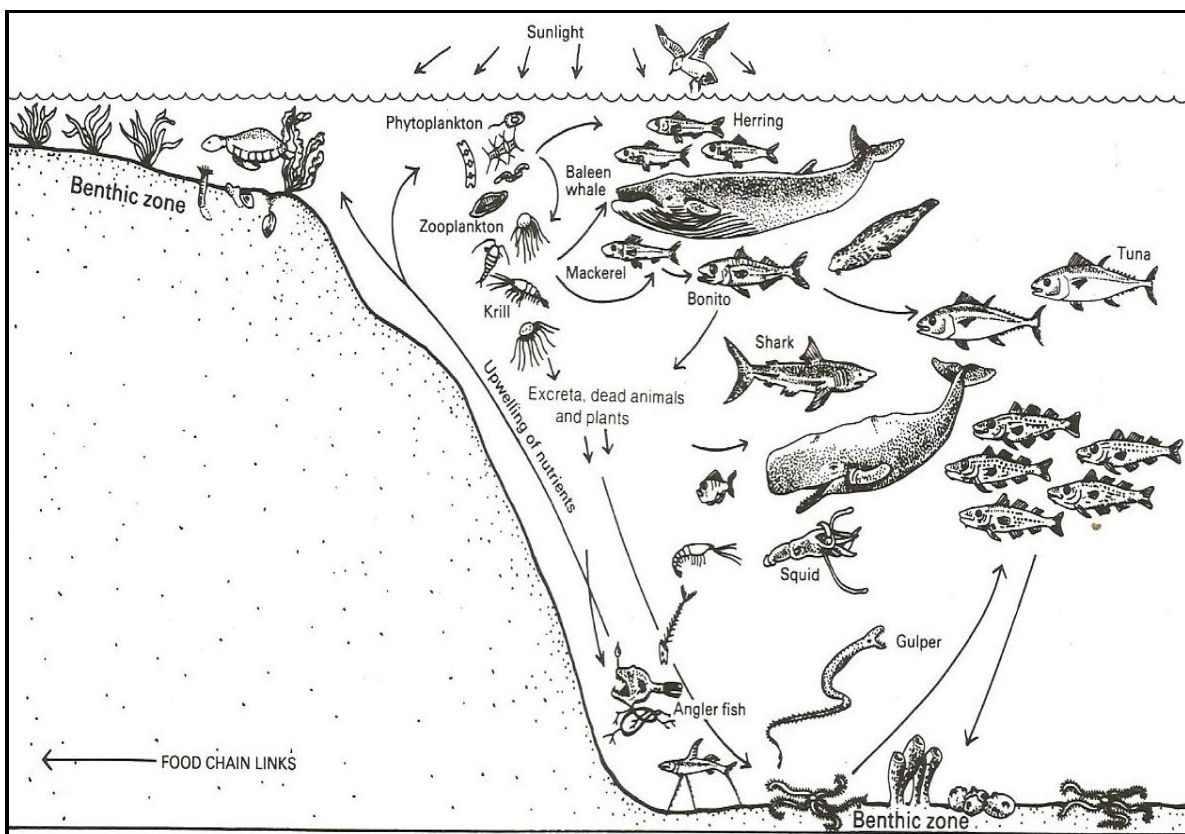 Sunlight
Phytoplankton
Herring
Benthic zone
Baleen
whale
Zooplankton
Mackerel
Bonito
Tuna
Krill
Shark
Upwelling of nutrients
Excreta, dead animals
and plants
Squid
Gulper
Angler fish
FOOD CHAIN LINKS
Benthic zone